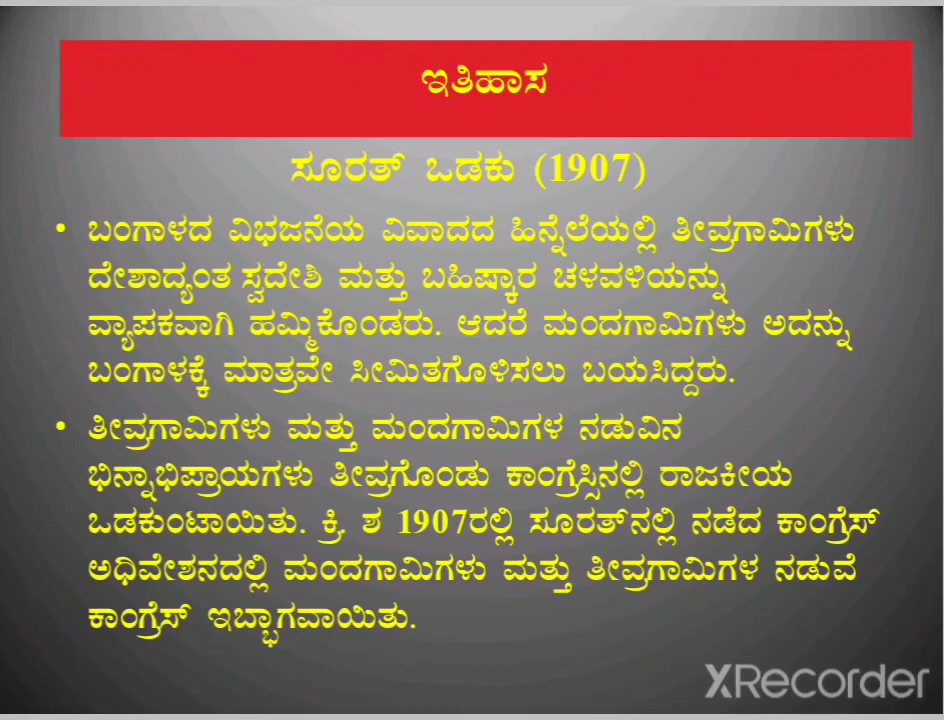 ಇತಿಹಾಸ
ಸೂರತ್ ಒಡಕು (1907)
• ಬಂಗಾಳದ ವಿಭಜನೆಯ ವಿವಾದದ ಹಿನ್ನೆಲೆಯಲ್ಲಿ ತೀವ್ರಗಾಮಿಗಳು
ದೇಶಾದ್ಯಂತ ಸ್ವದೇಶಿ ಮತ್ತು ಬಹಿಷ್ಕಾರ ಚಳವಳಿಯನ್ನು
ವ್ಯಾಪಕವಾಗಿ ಹಮ್ಮಿಕೊಂಡರು. ಆದರೆ ಮಂದಗಾಮಿಗಳು ಅದನ್ನು
ಬಂಗಾಳಕ್ಕೆ ಮಾತ್ರವೇ ಸೀಮಿತಗೊಳಿಸಲು ಬಯಸಿದ್ದರು.
• ತೀವ್ರಗಾಮಿಗಳು ಮತ್ತು ಮಂದಗಾಮಿಗಳ ನಡುವಿನ
ಭಿನ್ನಾಭಿಪ್ರಾಯಗಳು ತೀವ್ರಗೊಂಡು ಕಾಂಗ್ರೆಸ್ಸಿನಲ್ಲಿ ರಾಜಕೀಯ
ಒಡಕುಂಟಾಯಿತು. ಕ್ರಿ. ಶ 1907ರಲ್ಲಿ ಸೂರತ್‌ನಲ್ಲಿ ನಡೆದ ಕಾಂಗ್ರೆಸ್
ಅಧಿವೇಶನದಲ್ಲಿ ಮಂದಗಾಮಿಗಳು ಮತ್ತು ತೀವ್ರಗಾಮಿಗಳ ನಡುವೆ
ಕಾಂಗ್ರೆಸ್ ಇಬ್ಭಾಗವಾಯಿತು.
XRecorder